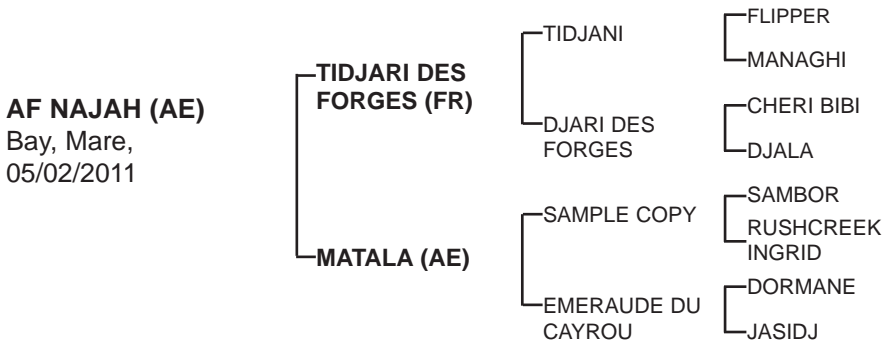 AF NAJAH (AE)
Bay, Mare,
05/02/2011
TIDJARI DES
FORGES (FR)
MATALA (AE)
TIDJANI
DJARI DES
FORGES
SAMPLE COPY
EMERAUDE DU
CAYROU
FLIPPER
MANAGHI
CHERI BIBI
DJALA
SAMBOR
RUSHCREEK
INGRID
DORMANE
JASIDJ